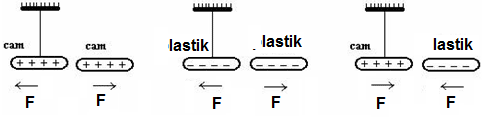 cam
cam
+ + + +
+ + + +
F
F
lastik
lastik
– – – –
– – – –
F
F
cam
lastik
+ + + +
– – – –
F
F